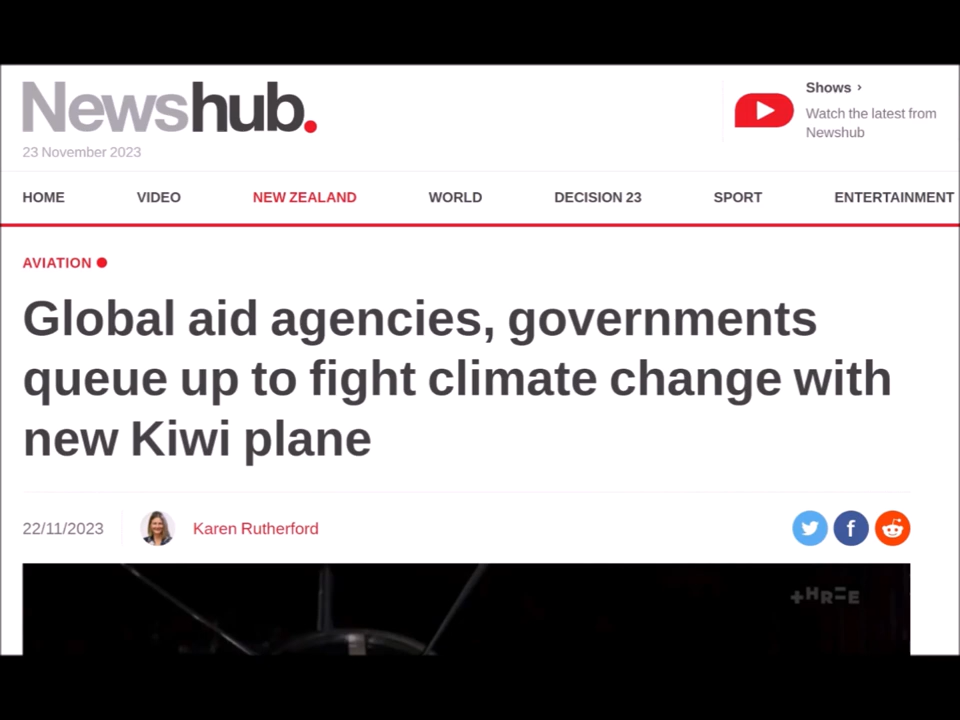 Newshub.
23 November 2023
Shows ›
Watch the latest from
Newshub
HOME VIDEO NEW ZEALAND WORLD DECISION 23 SPORT ENTERTAINMENT
AVIATION
Global aid agencies, governments
queue up to fight climate change with
new Kiwi plane
22/11/2023 Karen Rutherford
+HR=E